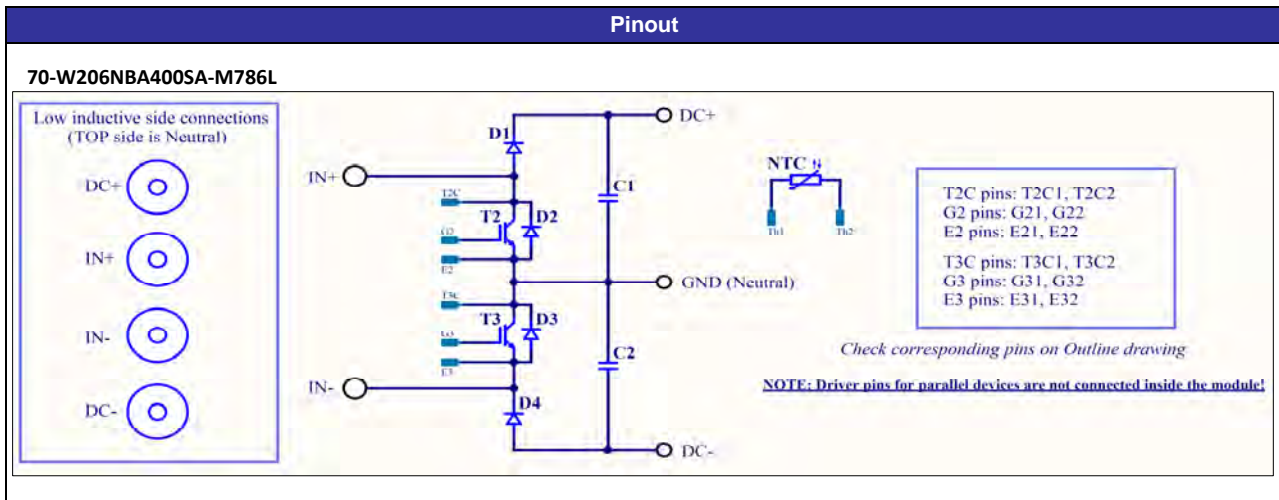 Pinout
70-W206NBA400SA-M786L
Low inductive side connections
(TOP side is Neutral)
DC+
IN+
IN-
DC-
DC+
D1
IN+
C1
T2C
T2
D2
G2
E2
GND (Neutral)
T3C
T3
D3
G3
E3
C2
IN-
D4
DC-
NTC
Th1
Th2
T2C pins: T2C1, T2C2
G2 pins: G21, G22
E2 pins: E21, E22
T3C pins: T3C1, T3C2
G3 pins: G31, G32
E3 pins: E31, E32
Check corresponding pins on Outline drawing
NOTE: Driver pins for parallel devices are not connected inside the module!